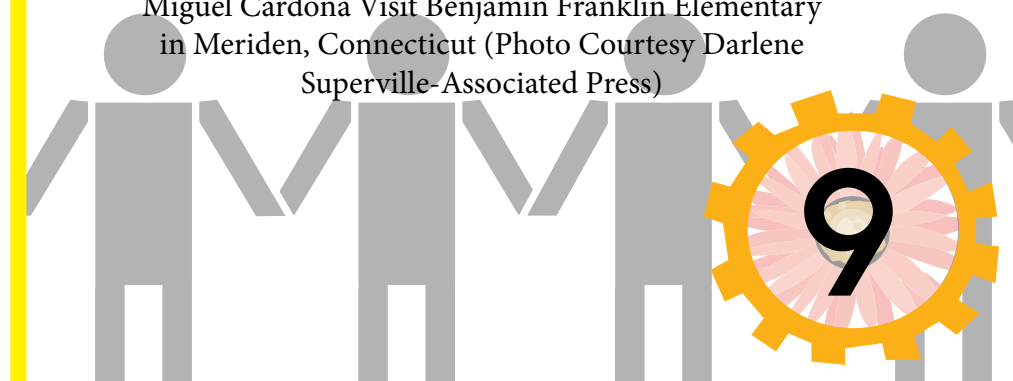 Miguel Cardona Visit Benjamin Franklin Elementary
in Meriden, Connecticut (Photo Courtesy Darlene
Superville-Associated Press)
9